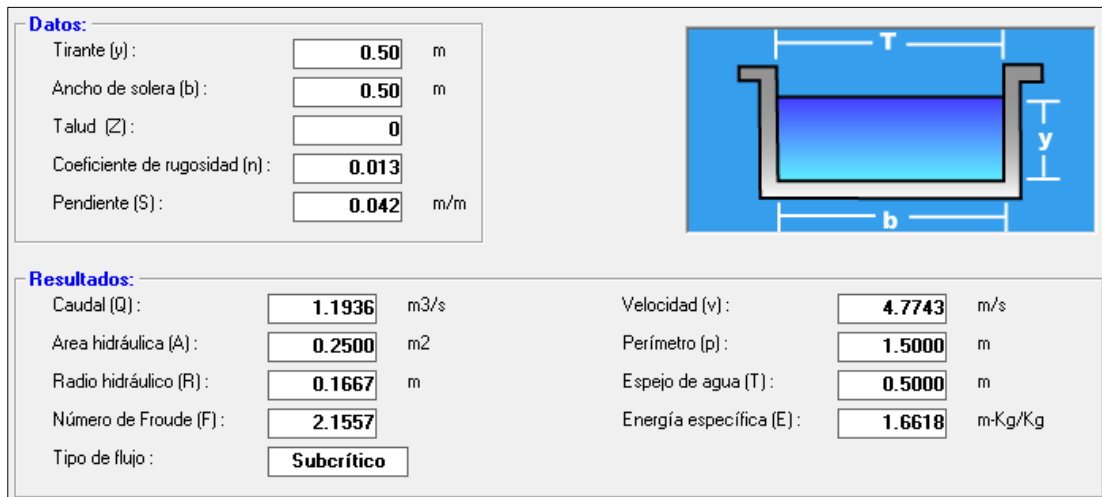 Datos:
Tirante (y) : 0.50 m
Ancho de solera (b) : 0.50 m
Talud (Z) : 0
Coeficiente de rugosidad (n) : 0.013
Pendiente (S) : 0.042 m/m
T
y
b
Resultados:
Caudal (Q) : 1.1936 m3/s Velocidad (v) : 4.7743 m/s
Area hidráulica (A) : 0.2500 m2 Perímetro (p) : 1.5000 m
Radio hidráulico (R) : 0.1667 m Espejo de agua (T) : 0.5000 m
Número de Froude (F) : 2.1557 Energía específica (E) : 1.6618 m-Kg/Kg
Tipo de flujo : Subcrítico